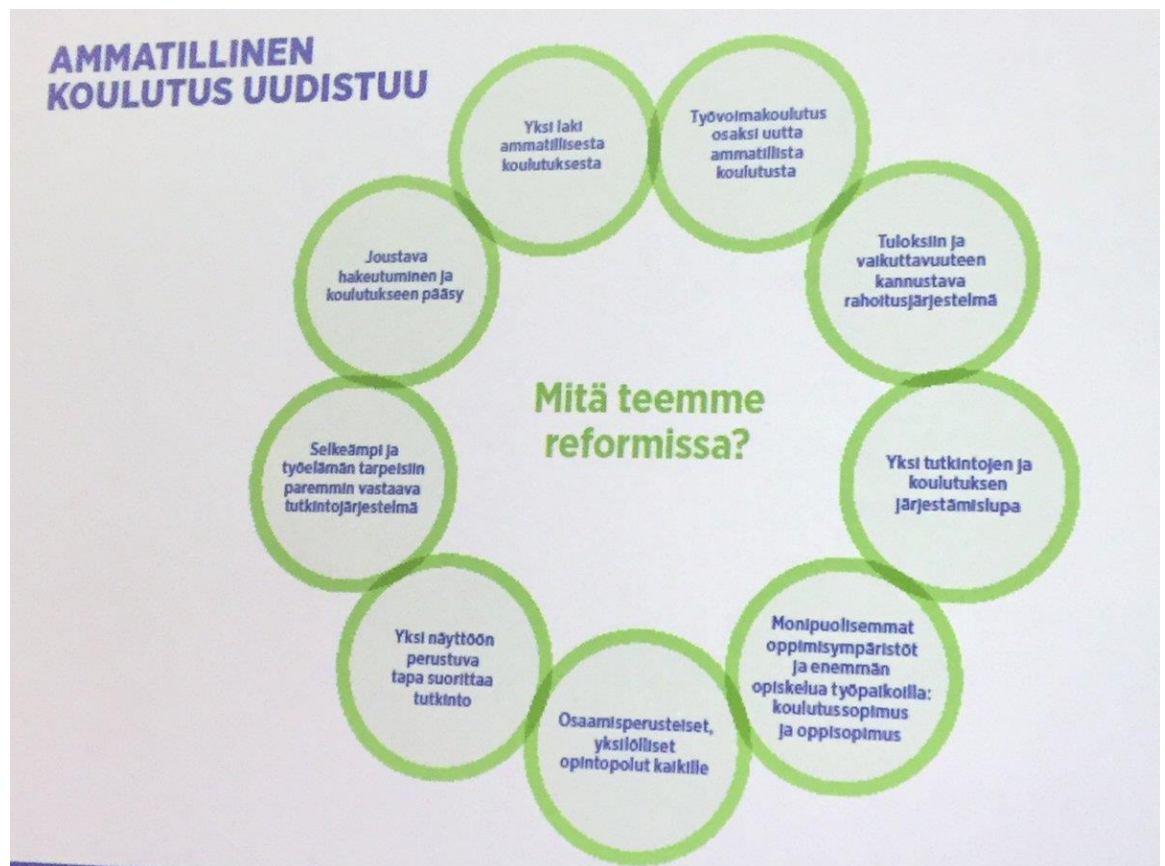 AMMATILLINEN
KOULUTUS UUDISTUU
Yksi laki
ammatillisesta
koulutuksesta
Työvoimakoulutus
osaksi uutta
ammatillista
koulutusta
Tuloksiin ja
vaikuttavuuteen
kannustava
rahoitusjärjestelmä
Yksi tutkintojen ja
koulutuksen
järjestämislupa
Monipuolisemmat
oppimisympäristöt
ja enemmän
opiskelua työpaikoilla:
koulutussopimus
ja oppisopimus
Osaamisperusteiset,
yksilölliset
opintopolut kaikille
Yksi näyttöön
perustuva
tapa suorittaa
tutkinto
Selkeämpi ja
työelämän tarpeisiin
paremmin vastaava
tutkintojärjestelmä
Joustava
hakeutuminen ja
koulutukseen pääsy
Mitä teemme
reformissa?